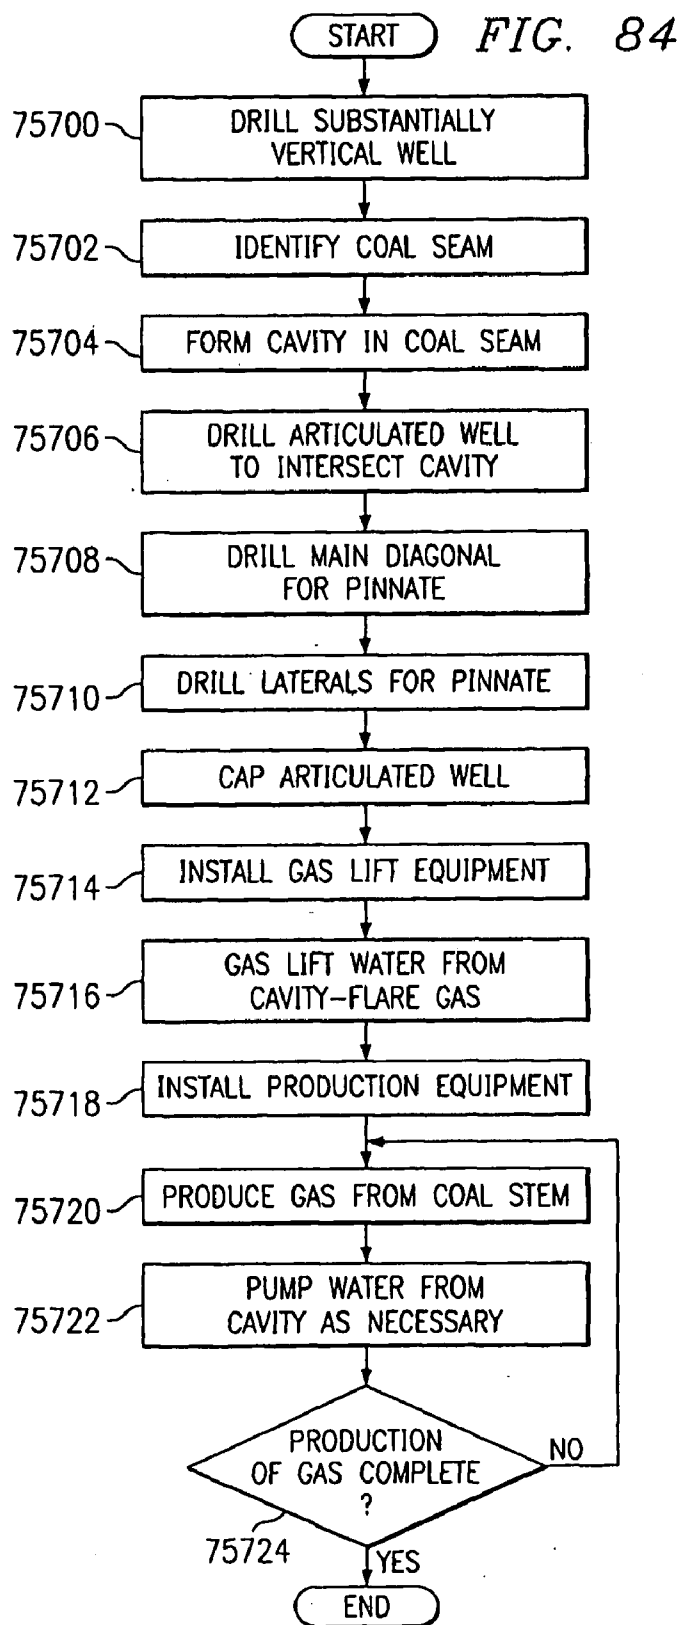 START
FIG. 84
75700
DRILL SUBSTANTIALLY
VERTICAL WELL
75702
IDENTIFY COAL SEAM
75704
FORM CAVITY IN COAL SEAM
75706
DRILL ARTICULATED WELL
TO INTERSECT CAVITY
75708
DRILL MAIN DIAGONAL
FOR PINNATE
75710
DRILL LATERALS FOR PINNATE
75712
CAP ARTICULATED WELL
75714
INSTALL GAS LIFT EQUIPMENT
75716
GAS LIFT WATER FROM
CAVITY-FLARE GAS
75718
INSTALL PRODUCTION EQUIPMENT
75720
PRODUCE GAS FROM COAL STEM
75722
PUMP WATER FROM
CAVITY AS NECESSARY
PRODUCTION
OF GAS COMPLETE
?
NO
75724
YES
END